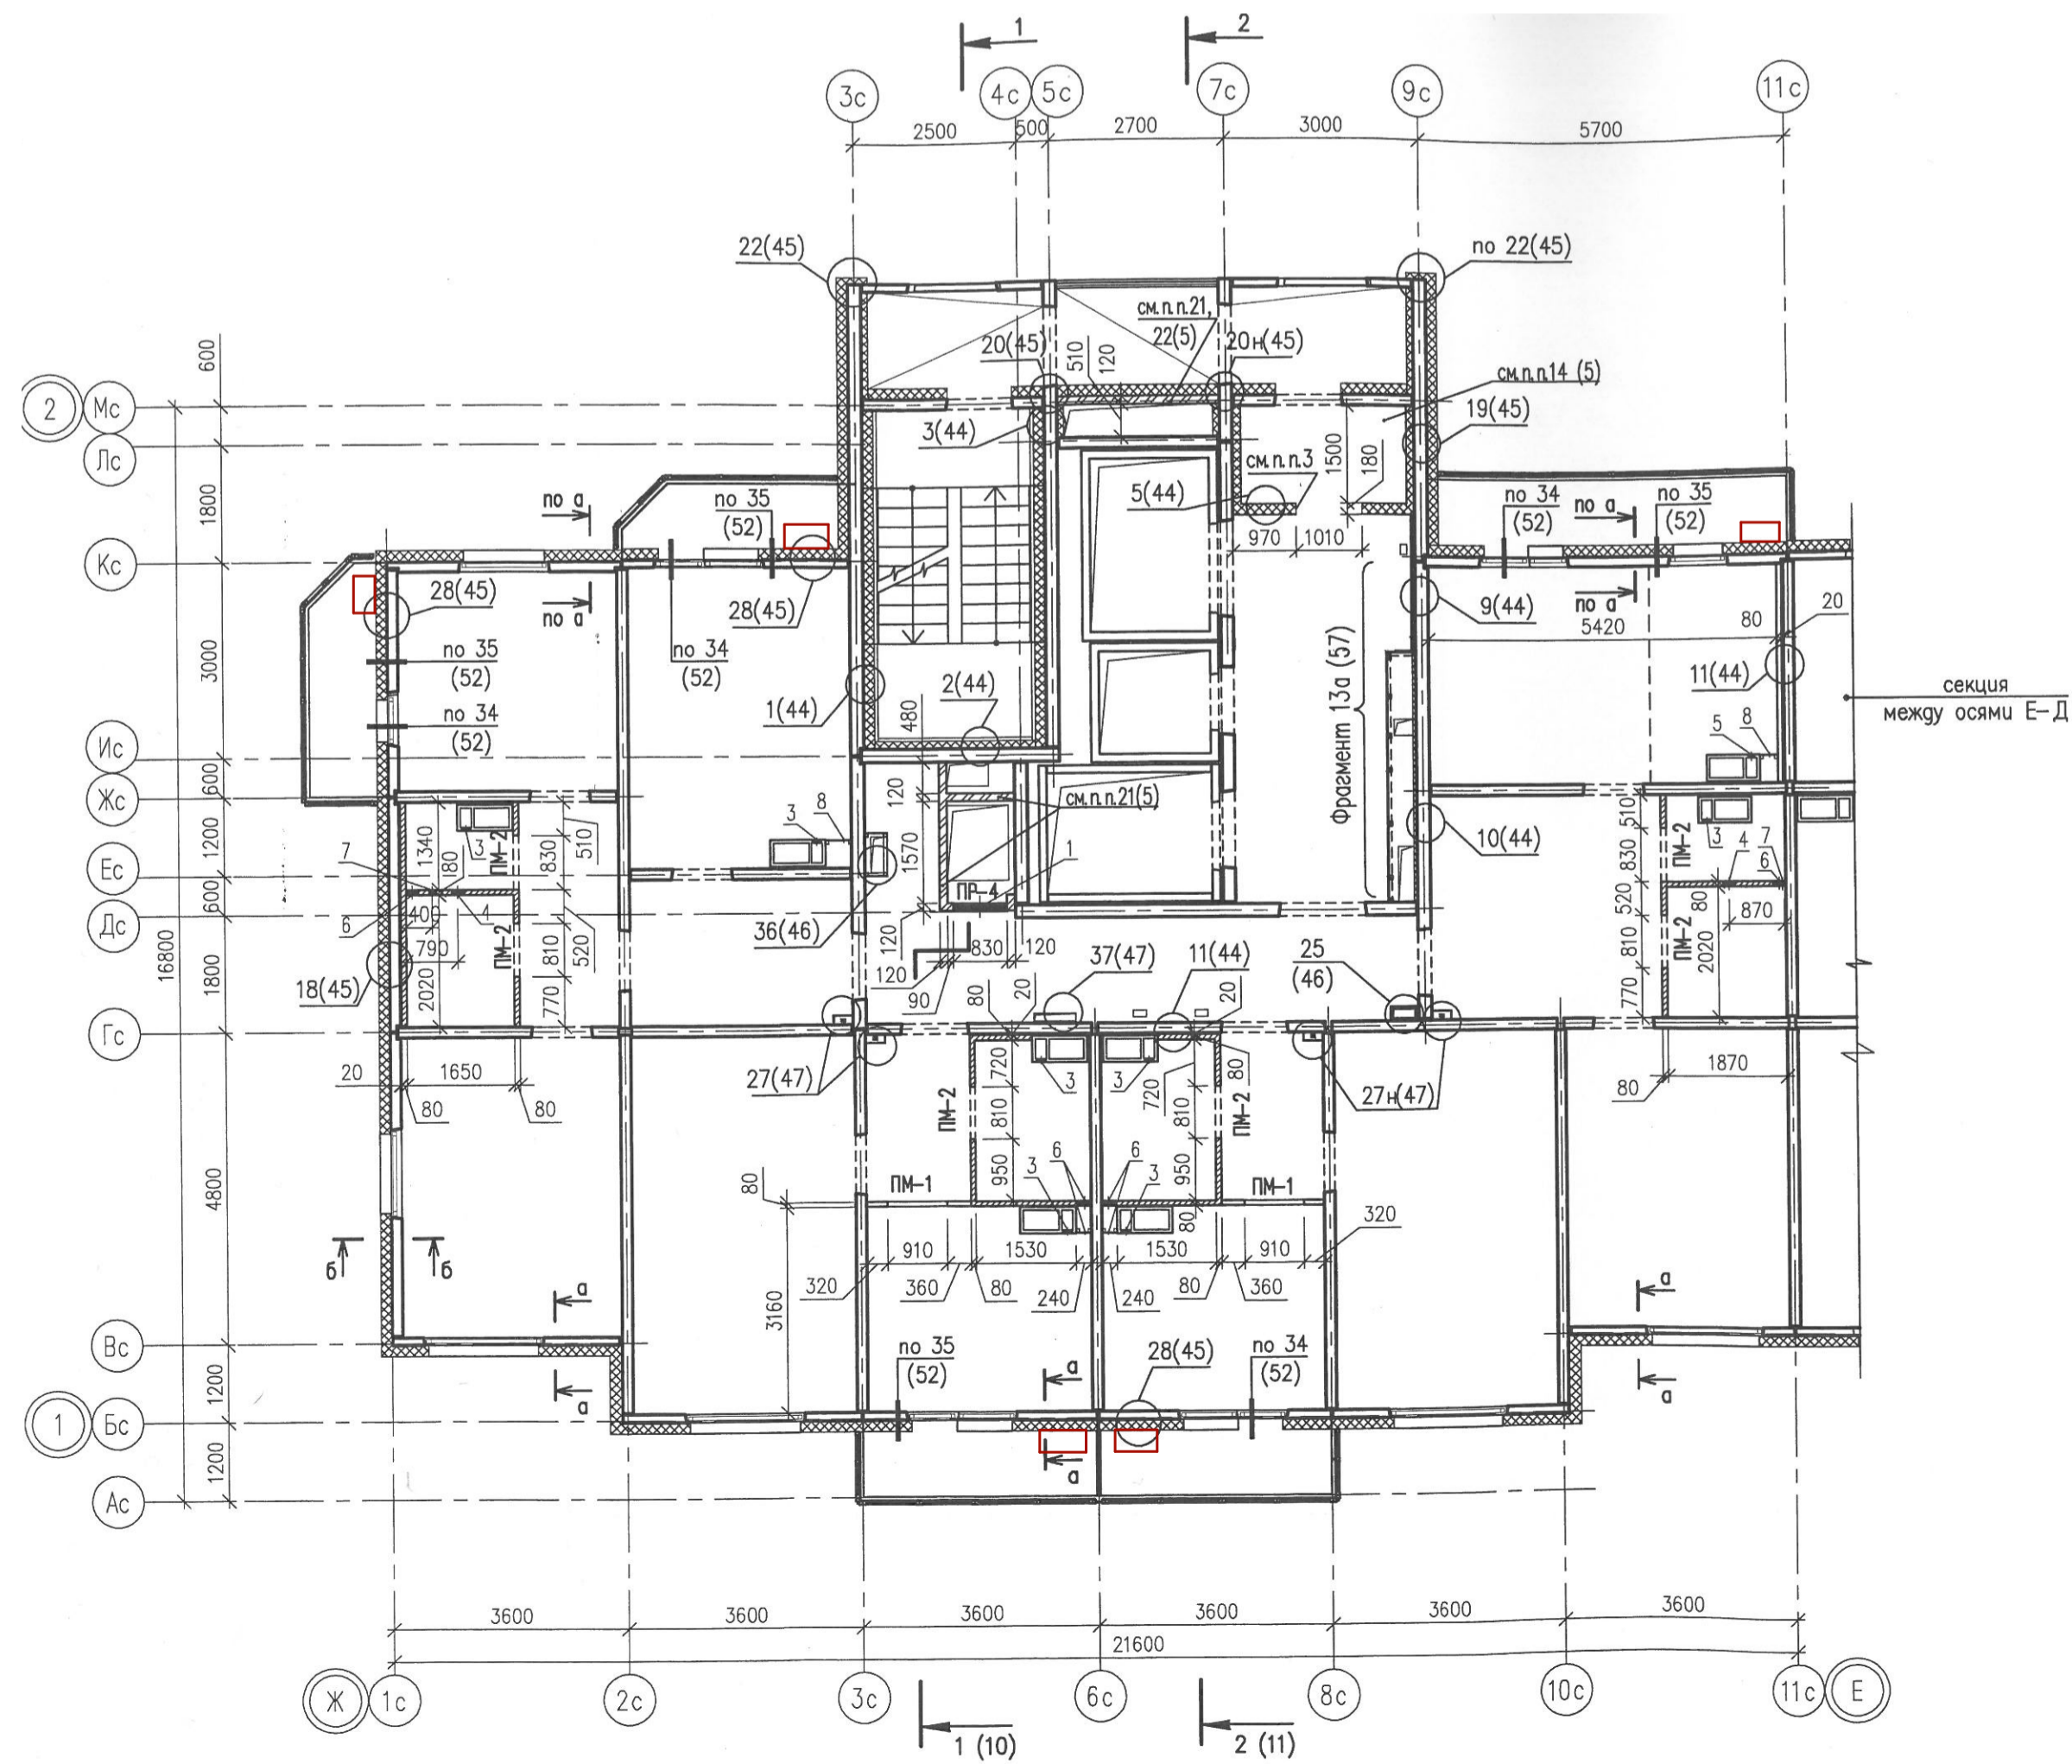 1
2
3с
4с
5с
7с
9с
11с
2500
500
2700
3000
5700
22(45)
по 22(45)
см.п.п.21,
22(5)
20(45)
510
120
20н(45)
см.п.п.14 (5)
600
2
Мс
3(44)
19(45)
Лс
см.п.п.3
1500
180
1800
по а
по 35
(52)
5(44)
по 34
(52)
по а
по 35
(52)
970
1010
Кс
28(45)
по а
28(45)
9(44)
по а
5420
80
20
3000
по 35
(52)
по 34
(52)
1(44)
2(44)
480
Фрагмент 13а (57)
11(44)
секция
между осями Е-Д
по 34
(52)
Ис
5
8
600
Жс
120
см.п.п.21(5)
3
8
510
10(44)
1200
7
1340
180
3
ПМ-2
830
510
1570
1
830
ПМ-2
3
4
7
6
Ес
ПР-4
600
6
400
4
520
80
870
Дс
16800
790
ПМ-2
810
520
36(46)
120
830
120
37(47)
11(44)
25
(46)
810
ПМ-2
2020
1800
18(45)
2020
770
120
90
80
20
20
770
Гс
20
1650
80
80
27(47)
720
3
3
720
80
27н(47)
80
1870
ПМ-2
810
810
ПМ-2
4800
80
ПМ-1
950
3
6
6
3
950
ПМ-1
80
320
б
б
910
1530
1530
910
320
360
80
240
240
80
360
а
3160
а
Вс
по 35
(52)
а
28(45)
по 34
(52)
1200
а
а
1
Бс
1200
а
Ас
3600
3600
3600
3600
3600
3600
21600
Ж
1с
2с
3с
6с
8с
10с
11с
Е
1 (10)
2 (11)